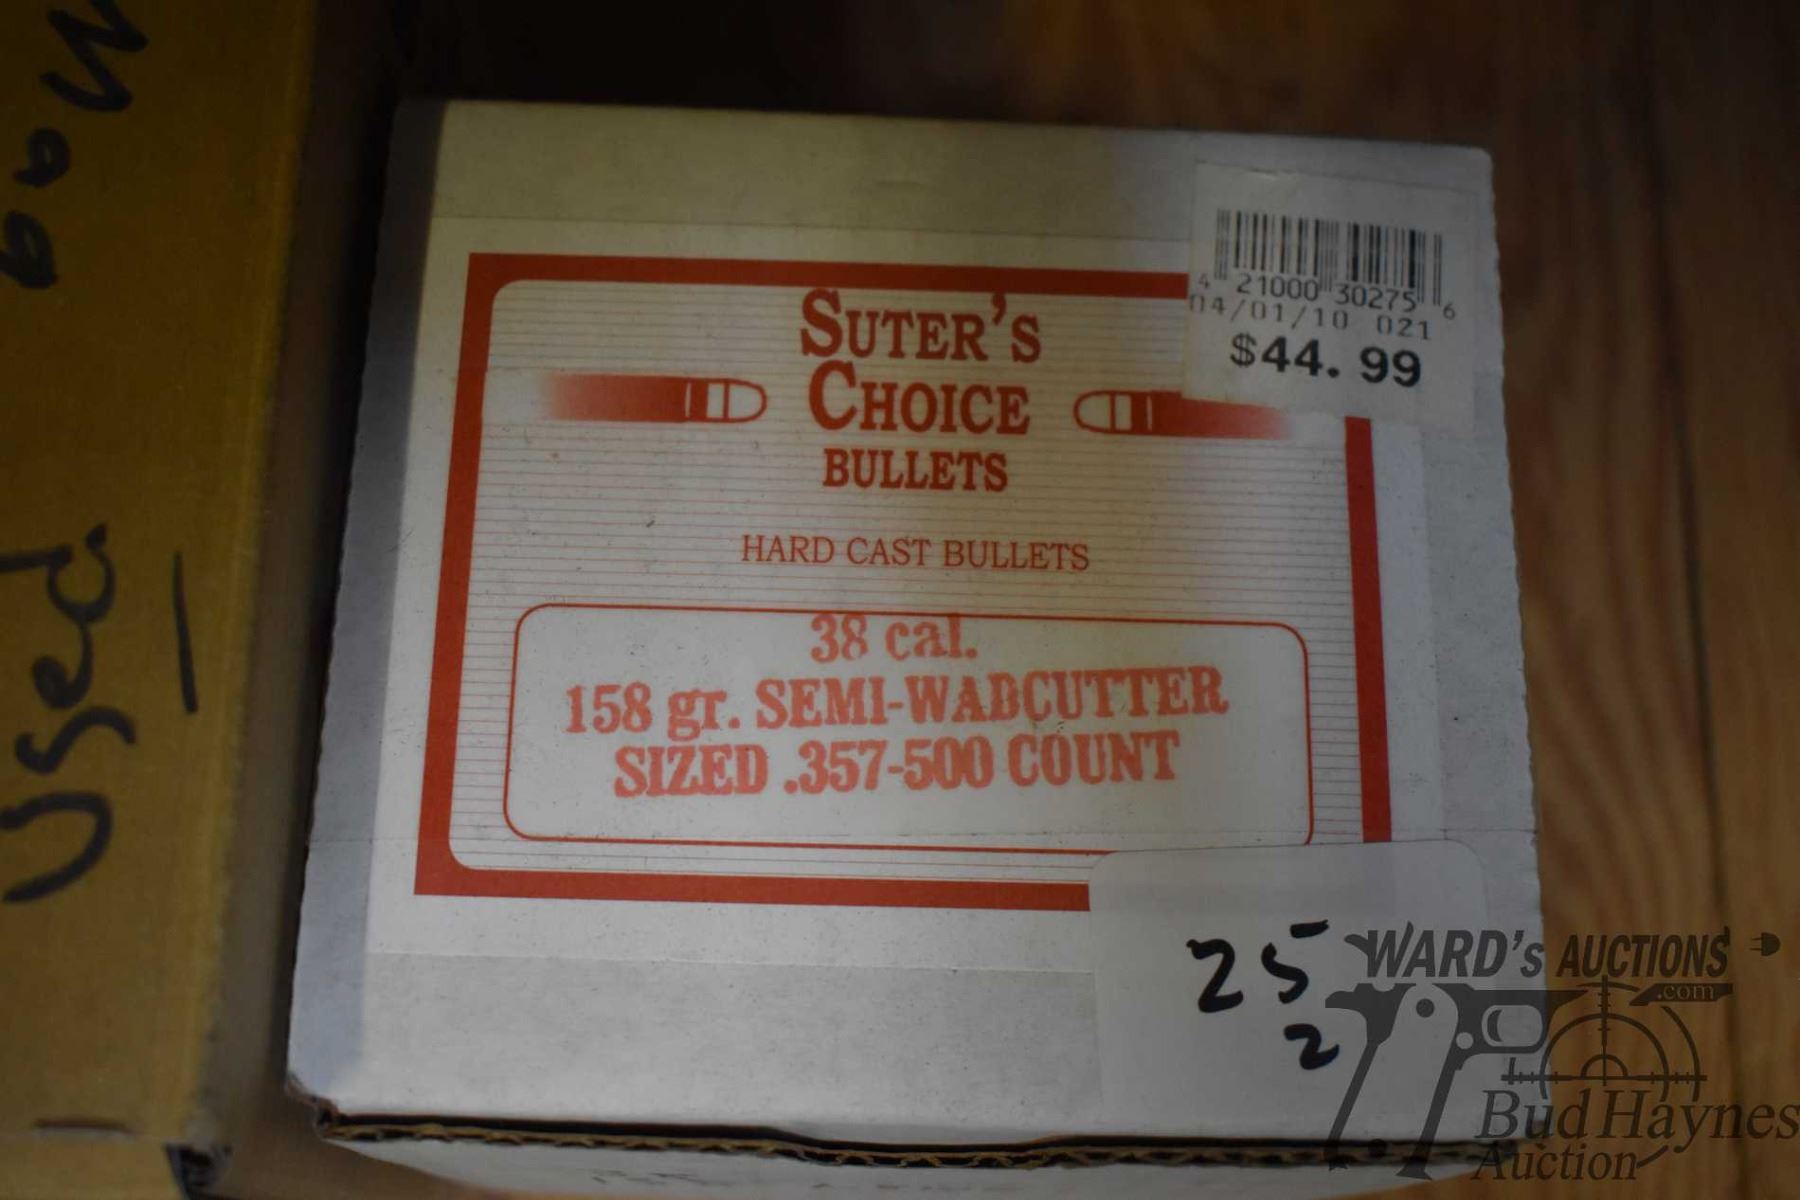 Used.
SUTER'S
CHOICE
BULLETS
HARD CAST BULLETS
38 cal.
158 gr. SEMI-WADCUTTER
SIZED .357-500 COUNT
4 21000 30275 6
04/01/10 021
$44.99
25
2
WARD's AUCTIONS
.com
Bud Haynes
Auction